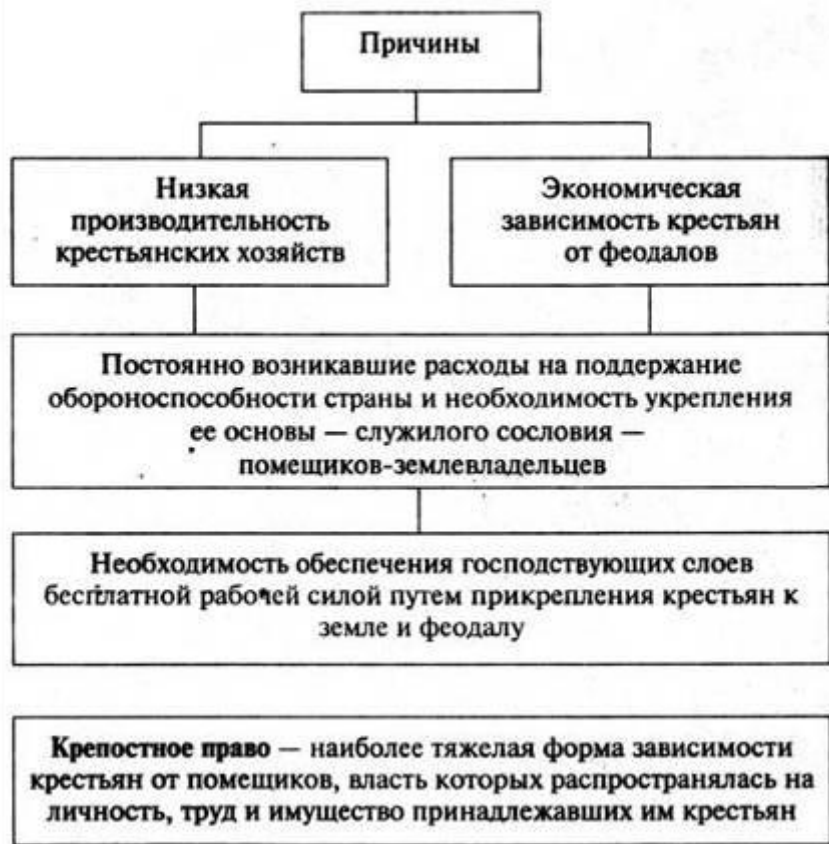 Причины
Низкая
производительность
крестьянских хозяйств
Экономическая
зависимость крестьян
от феодалов
Постоянно возникавшие расходы на поддержание
обороноспособности страны и необходимость укрепления
ее основы — служилого сословия —
помещиков-землевладельцев
Необходимость обеспечения господствующих слоев
бесплатной рабочей силой путем прикрепления крестьян к
земле и феодалу
Крепостное право — наиболее тяжелая форма зависимости
крестьян от помещиков, власть которых распространялась на
личность, труд и имущество принадлежавших им крестьян